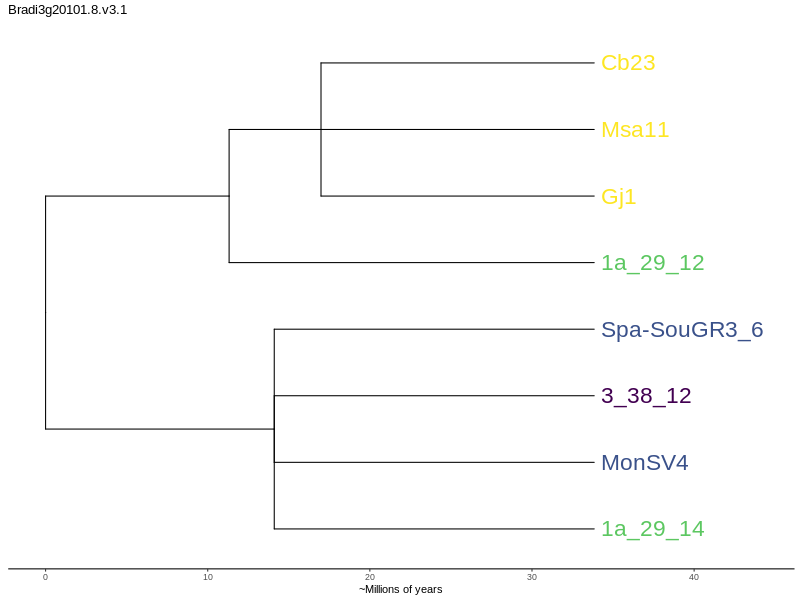 Bradi3g20101.8.v3.1
Cb23
Msa11
Gj1
1a_29_12
Spa-SouGR3_6
3_38_12
MonSV4
1a_29_14
0 10 20 30 40
~Millions of years